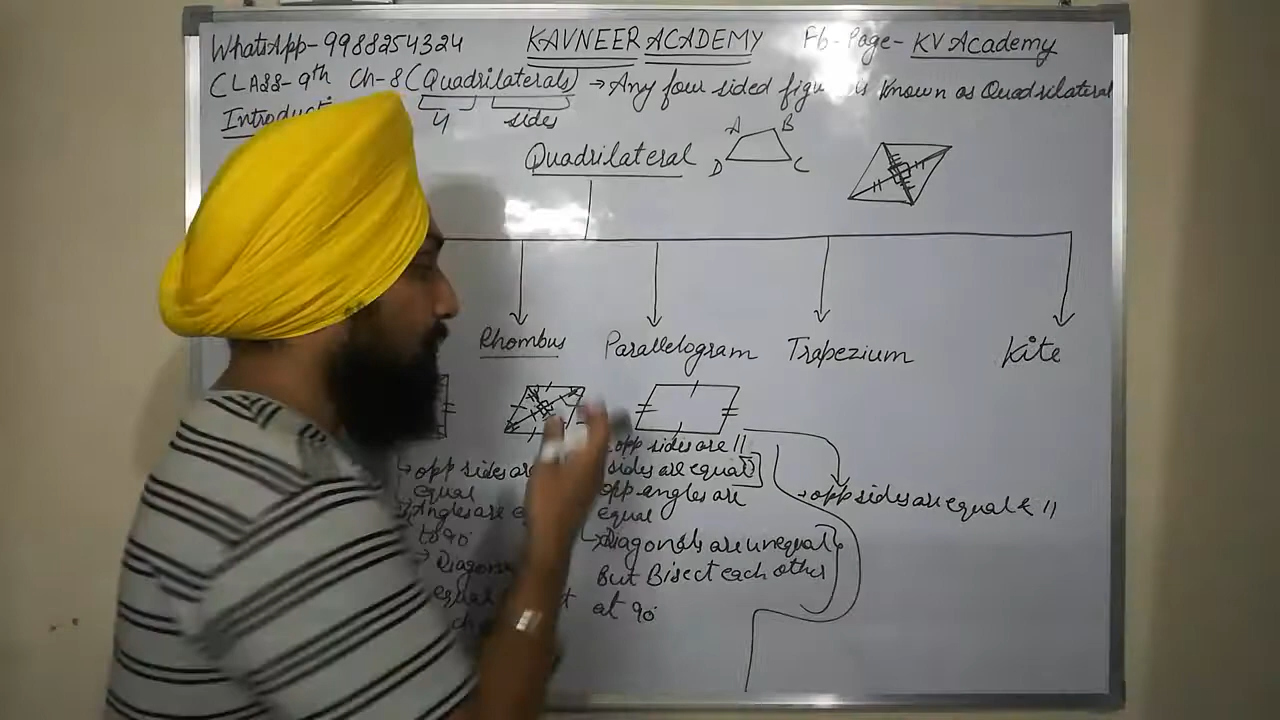 WhatsApp-9988254324 KAVNEER ACADEMY Fb-Page-KV Academy
CLASS-9th Ch-8 (Quadrilaterals) → Any four sided is known as Quadrilateral
4 sides
A B
Quadrilateral D C
Rhombus Parallelogram Trapezium Kite
opp sides are ||
opp sides are sides are equal
equal opp angles are → opp sides are equal & ||
Angles are equal
to 90° Diagonals are unequal
But Bisect each other
at 90°